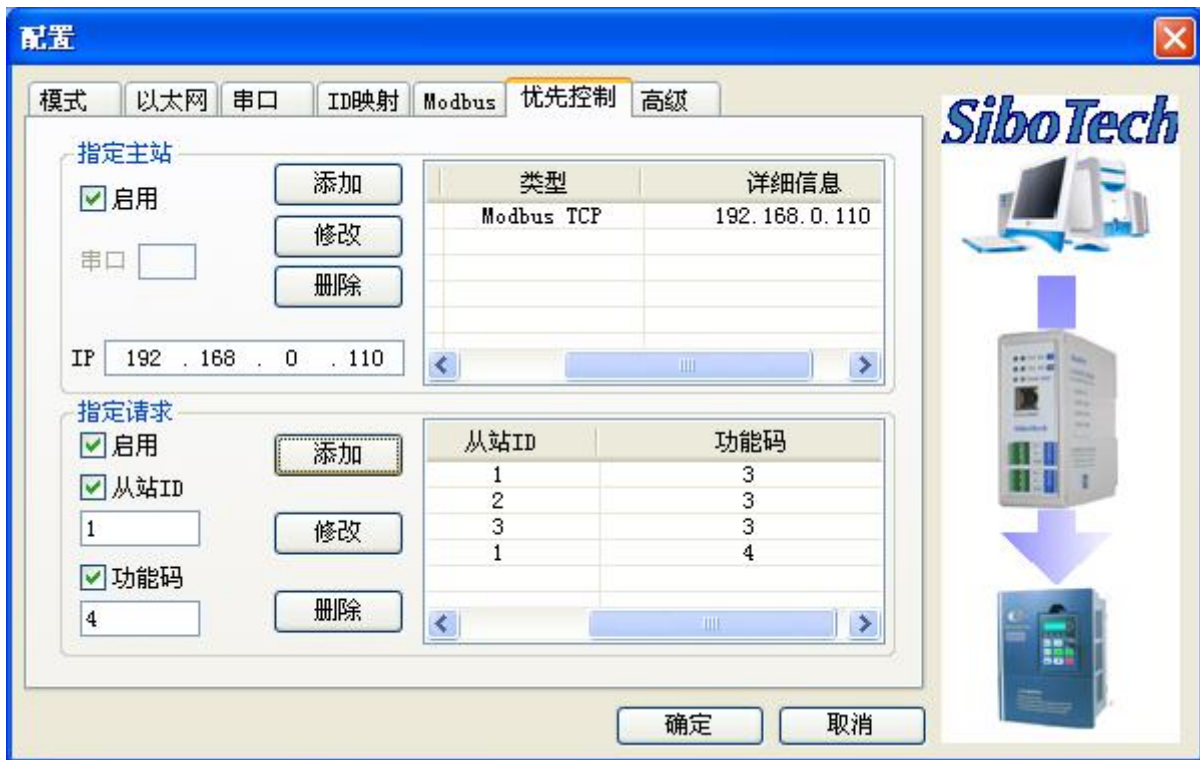 配置
模式 以太网 串口 ID映射 Modbus 优先控制 高级
SiboTech
指定主站
启用
添加
类型 详细信息
Modbus TCP 192.168.0.110
修改
串口
删除
IP 192 . 168 . 0 . 110
指定请求
启用
添加
从站ID 功能码
1 3
从站ID
2 3
1
修改
3 3
1 4
功能码
4
删除
确定 取消